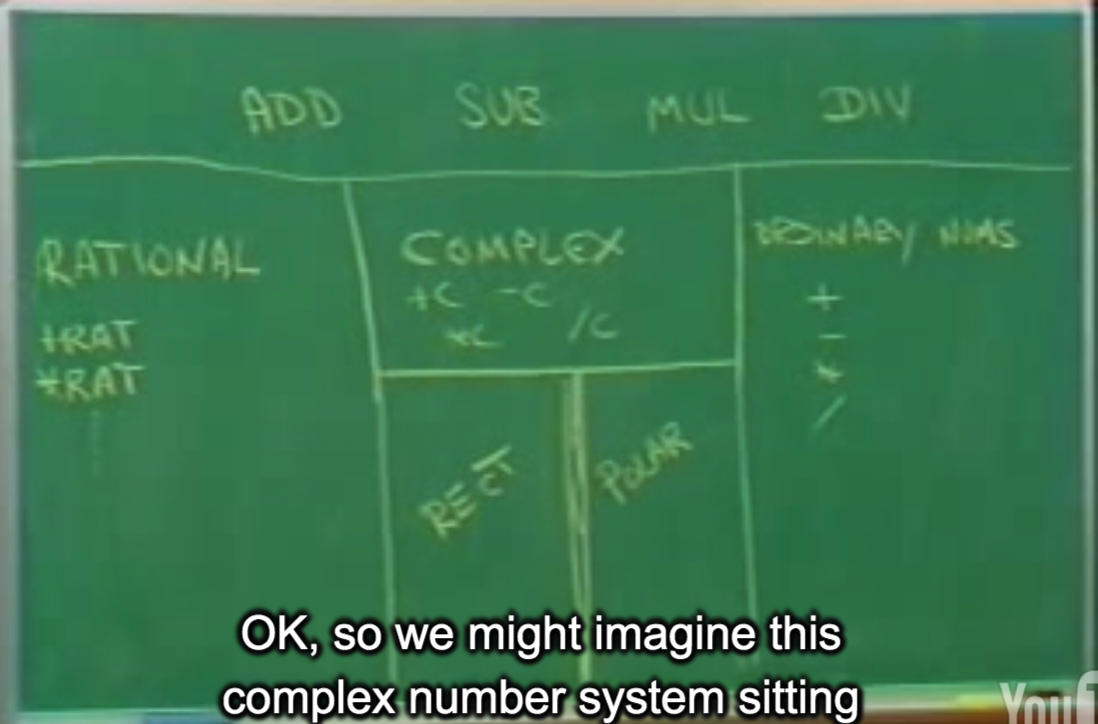 ADD SUB MUL DIV
RATIONAL
+RAT
*RAT
COMPLEX
+C -C
*C /C
RECT
POLAR
ORDINARY NUMS
+
-
*
/
OK, so we might imagine this
complex number system sitting